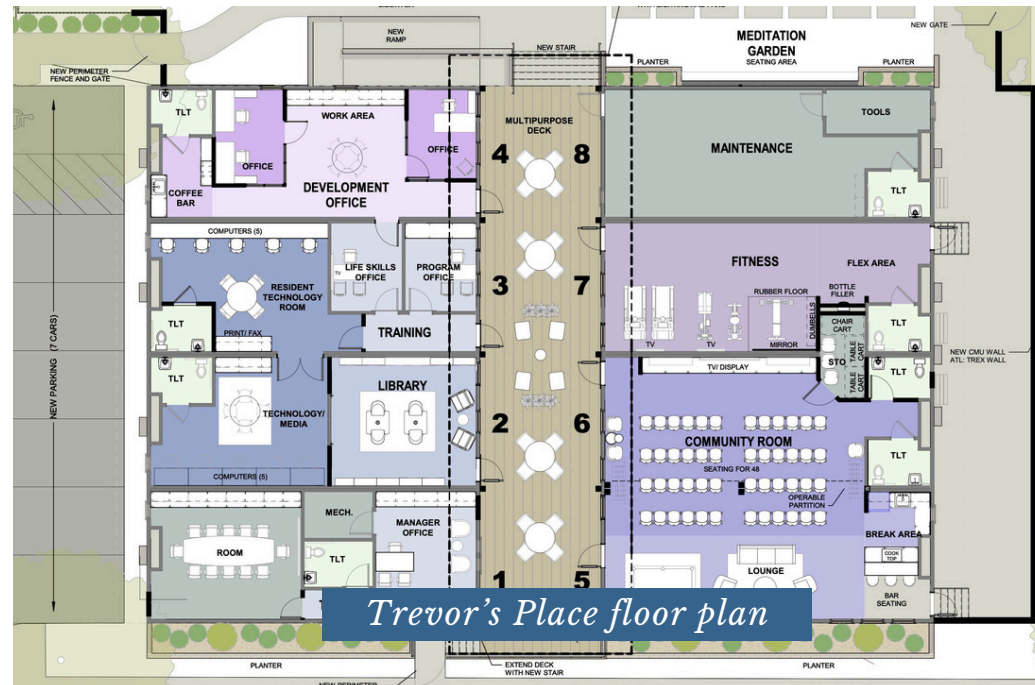 NEW
RAMP
NEW STAIR
MEDITATION
GARDEN
SEATING AREA
NEW GATE
PLANTER
PLANTER
NEW PERIMETER
FENCE AND GATE
TLT
OFFICE
WORK AREA
OFFICE
COFFEE
BAR
DEVELOPMENT
OFFICE
MULTIPURPOSE
DECK
4
8
MAINTENANCE
TOOLS
TLT
COMPUTERS (5)
RESIDENT
TECHNOLOGY
ROOM
TV
LIFE SKILLS
OFFICE
PROGRAM
OFFICE
TLT
PRINT/ FAX
TRAINING
3
7
FITNESS
FLEX AREA
RUBBER FLOOR
BOTTLE
FILLER
DUMBELLS
TV
TV
MIRROR
CHAIR
CART
TABLE CART
TABLE CART
STO
TLT
TLT
NEW PARKING (7 CARS)
NEW CMU WALL
ATL: TREX WALL
TLT
TECHNOLOGY/
MEDIA
COMPUTERS (5)
LIBRARY
2
6
TV/ DISPLAY
COMMUNITY ROOM
SEATING FOR 48
OPERABLE
PARTITION
TLT
ROOM
MECH.
TLT
MANAGER
OFFICE
1
5
LOUNGE
BREAK AREA
COOK
TOP
BAR
SEATING
Trevor's Place floor plan
PLANTER
EXTEND DECK
WITH NEW STAIR
PLANTER
NEW PERIMETER